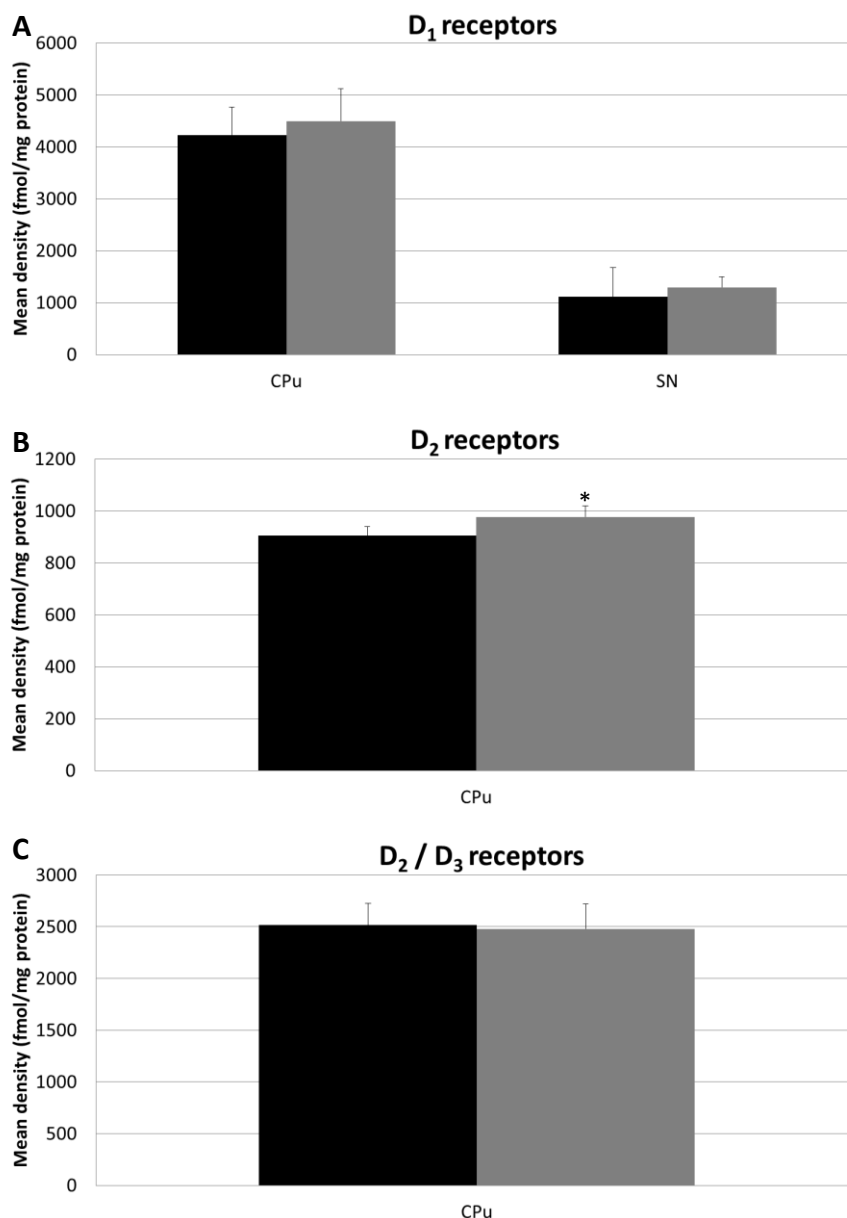 A
D₁ receptors
Mean density (fmol/mg protein)
6000
5000
4000
3000
2000
1000
0
CPu SN
B
D₂ receptors
Mean density (fmol/mg protein)
1200
1000
800
600
400
200
0
*
CPu
C
D₂ / D₃ receptors
Mean density (fmol/mg protein)
3000
2500
2000
1500
1000
500
0
CPu